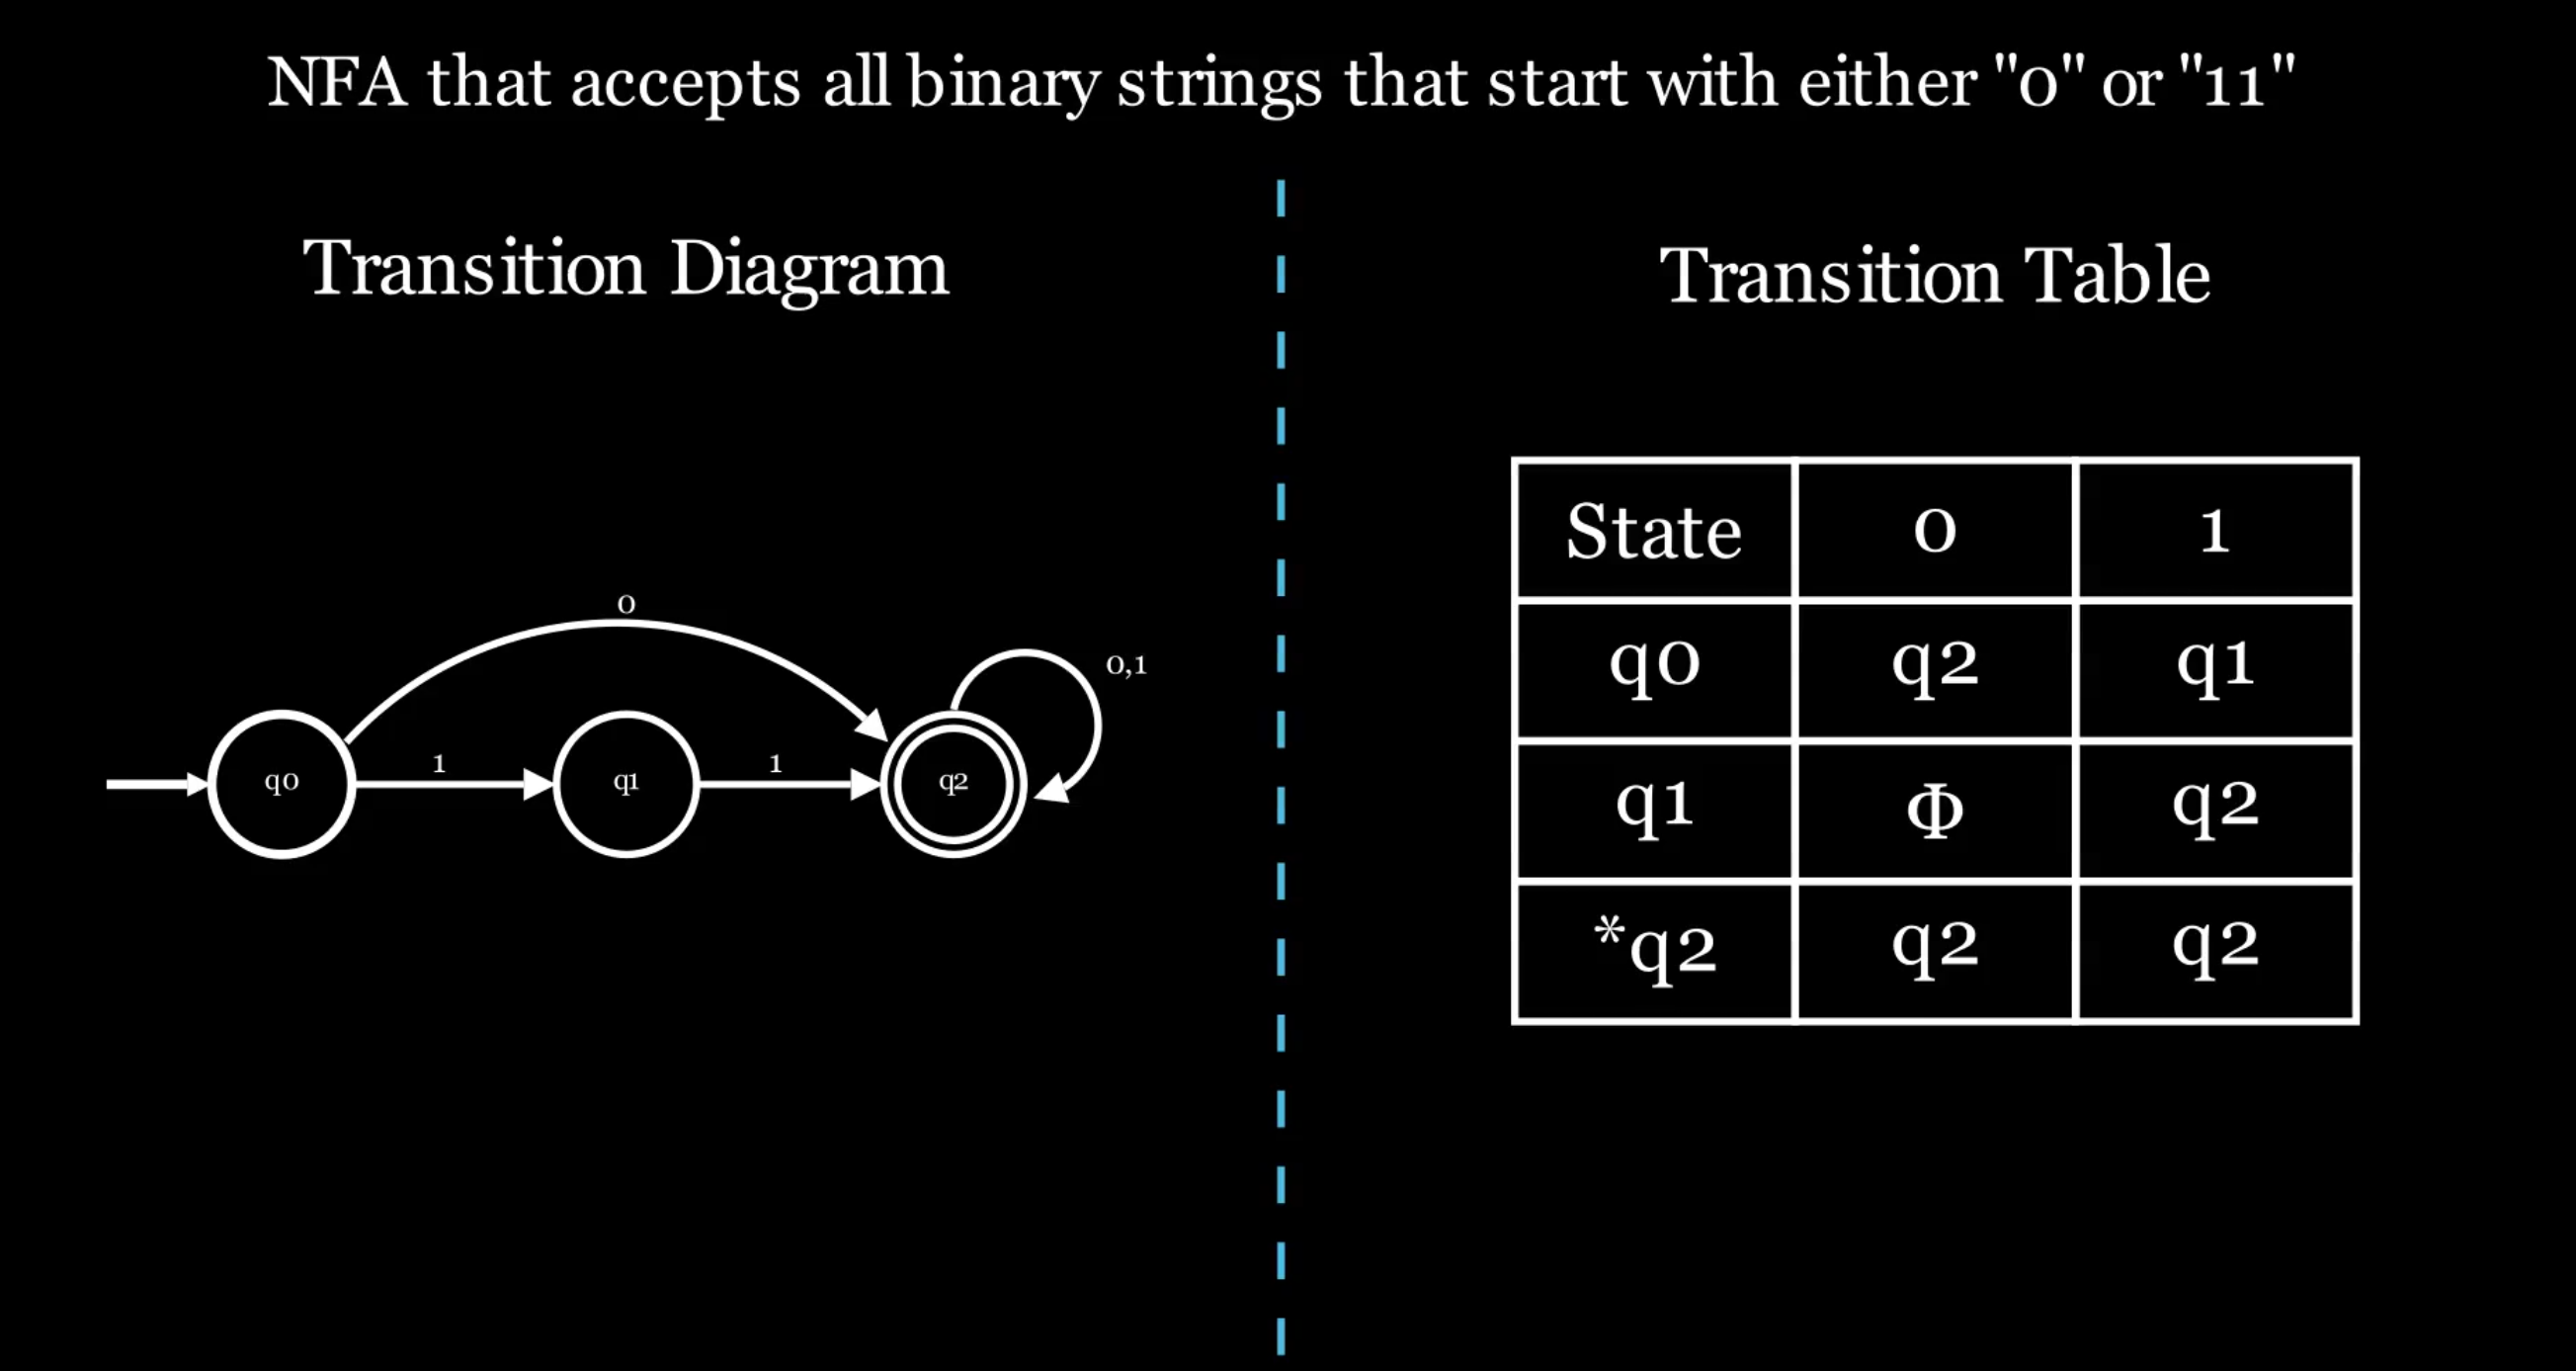 NFA that accepts all binary strings that start with either "0" or "11"
Transition Diagram
0
0,1
1
1
q0
q1
q2
Transition Table
State 0 1
q0 q2 q1
q1 Φ q2
*q2 q2 q2